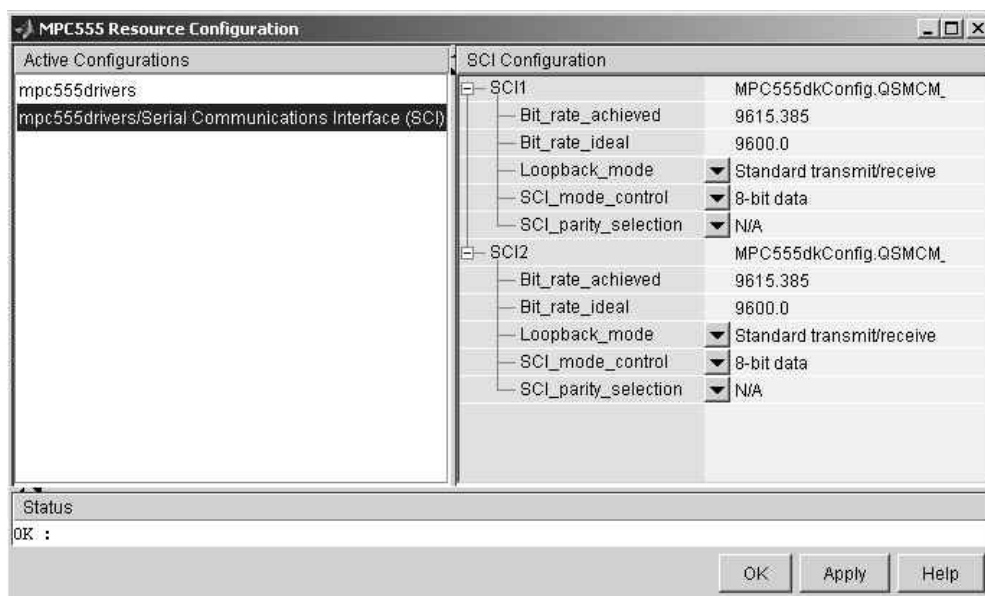 MPC555 Resource Configuration
Active Configurations
mpc555drivers
mpc555drivers/Serial Communications Interface (SCI)
SCI Configuration
SCI1 MPC555dkConfig.QSMCM_
Bit_rate_achieved 9615.385
Bit_rate_ideal 9600.0
Loopback_mode Standard transmit/receive
SCI_mode_control 8-bit data
SCI_parity_selection N/A
SCI2 MPC555dkConfig.QSMCM_
Bit_rate_achieved 9615.385
Bit_rate_ideal 9600.0
Loopback_mode Standard transmit/receive
SCI_mode_control 8-bit data
SCI_parity_selection N/A
Status
OK :
OK Apply Help